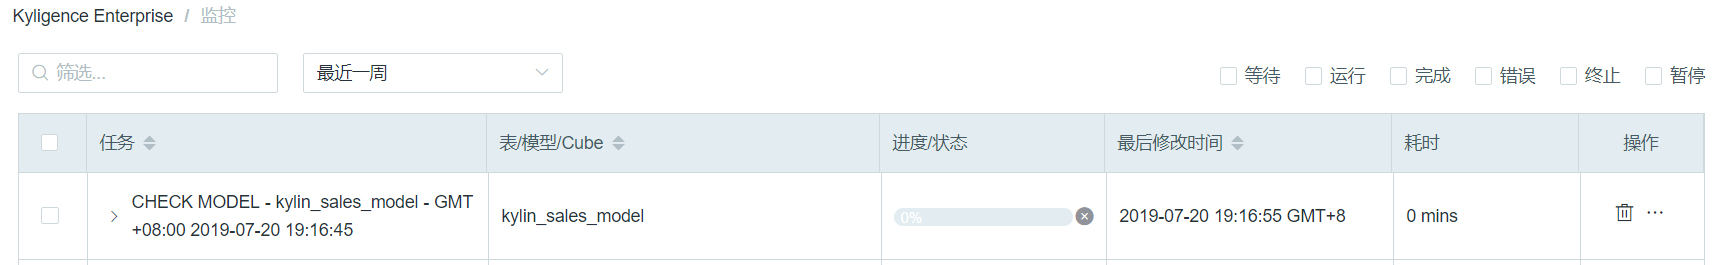 Kyligence Enterprise / 监控
筛选... 最近一周 等待 运行 完成 错误 终止 暂停
任务 表/模型/Cube 进度/状态 最后修改时间 耗时 操作
CHECK MODEL - kylin_sales_model - GMT
+08:00 2019-07-20 19:16:45
kylin_sales_model
0%
2019-07-20 19:16:55 GMT+8
0 mins